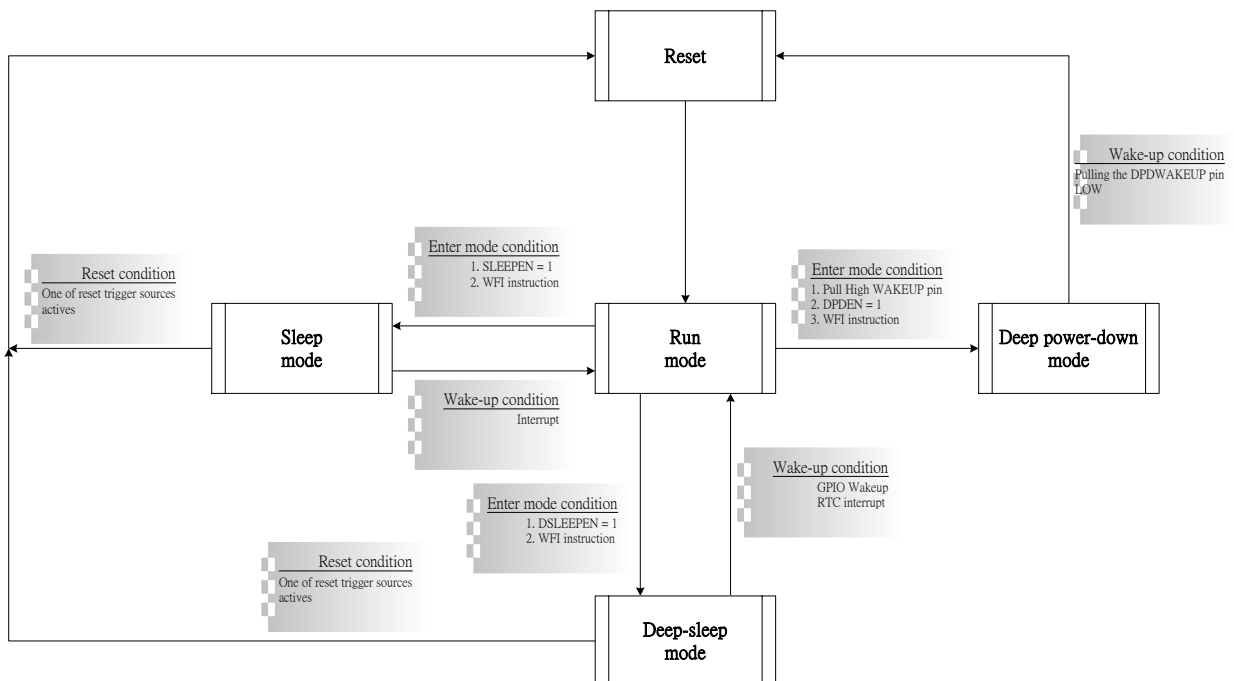 Reset
Wake-up condition
Pulling the DPDWAKEUP pin
LOW
Enter mode condition
1. SLEEPEN = 1
2. WFI instruction
Reset condition
One of reset trigger sources
actives
Enter mode condition
1. Pull High WAKEUP pin
2. DPDEN = 1
3. WFI instruction
Sleep
mode
Run
mode
Deep power-down
mode
Wake-up condition
Interrupt
Wake-up condition
GPIO Wakeup
RTC interrupt
Enter mode condition
1. DSLEEPEN = 1
2. WFI instruction
Reset condition
One of reset trigger sources
actives
Deep-sleep
mode